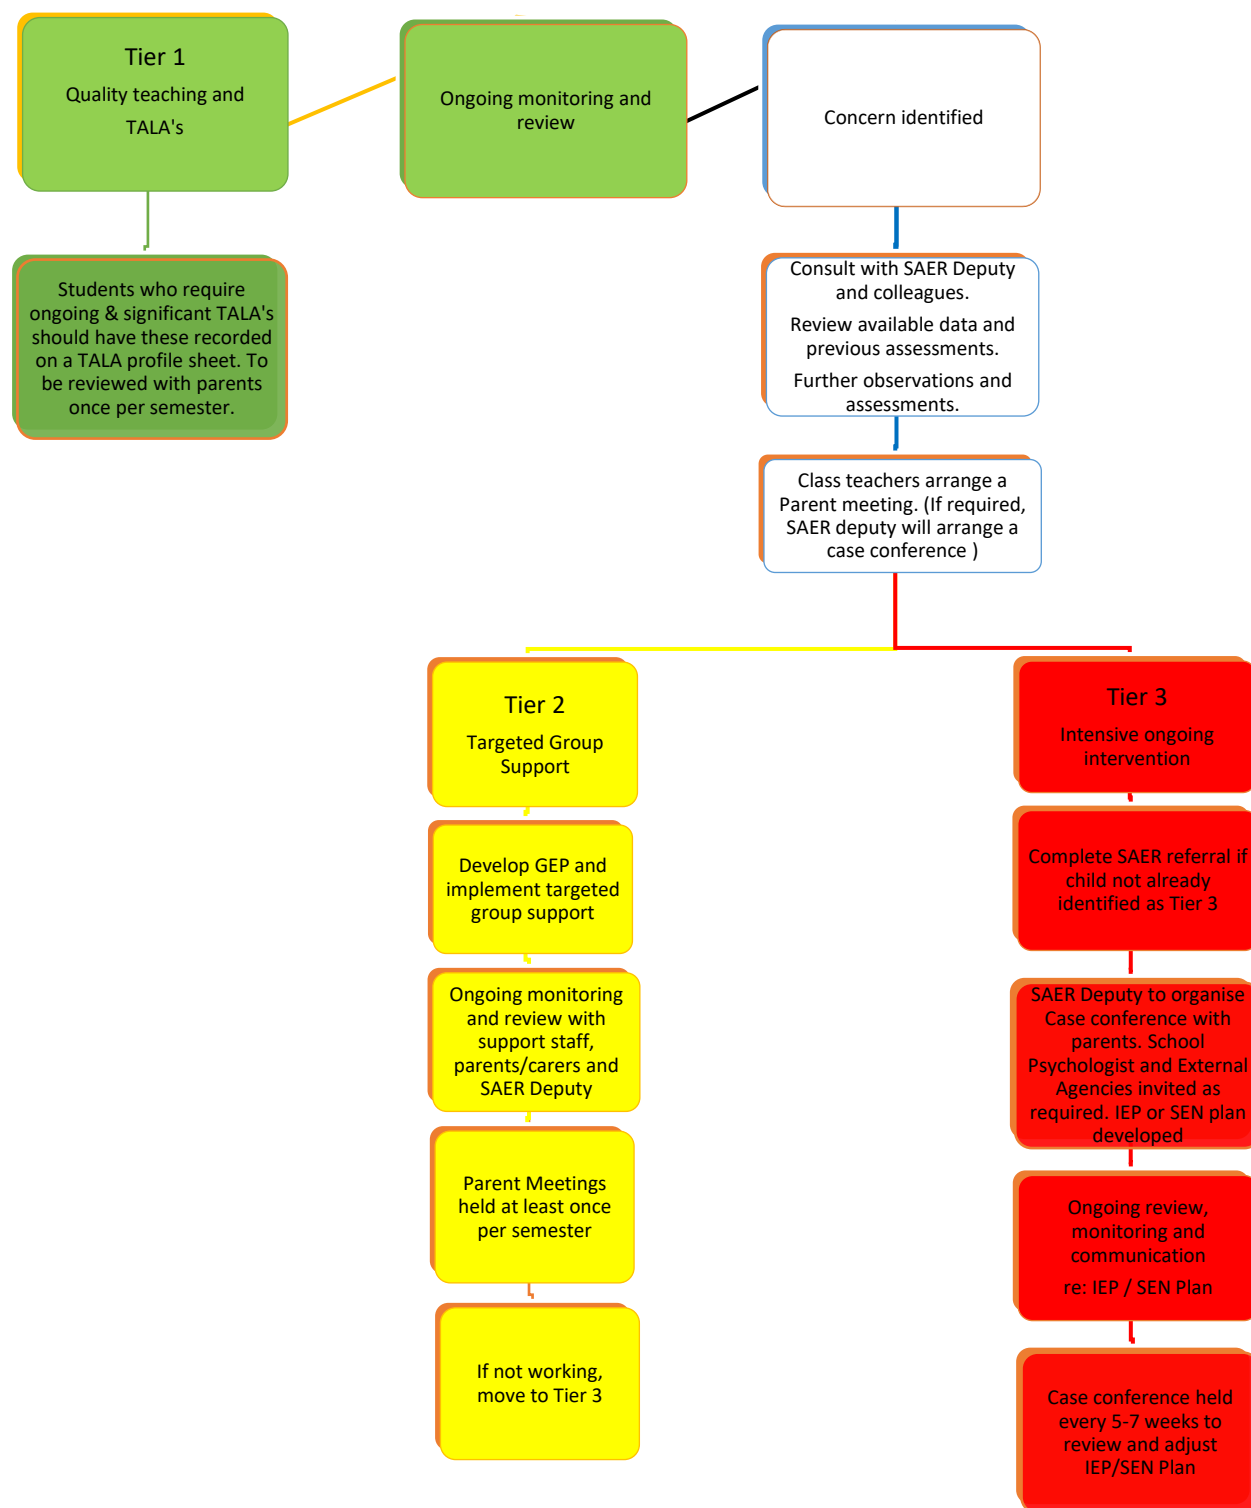 Tier 1
Quality teaching and
TALA's
Ongoing monitoring and
review
Concern identified
Students who require
ongoing & significant TALA's
should have these recorded
on a TALA profile sheet. To
be reviewed with parents
once per semester.
Consult with SAER Deputy
and colleagues.
Review available data and
previous assessments.
Further observations and
assessments.
Class teachers arrange a
Parent meeting. (If required,
SAER deputy will arrange a
case conference )
Tier 2
Targeted Group
Support
Develop GEP and
implement targeted
group support
Ongoing monitoring
and review with
support staff,
parents/carers and
SAER Deputy
Parent Meetings
held at least once
per semester
If not working,
move to Tier 3
Tier 3
Intensive ongoing
intervention
Complete SAER referral if
child not already
identified as Tier 3
SAER Deputy to organise
Case conference with
parents. School
Psychologist and External
Agencies invited as
required. IEP or SEN plan
developed
Ongoing review,
monitoring and
communication
re: IEP / SEN Plan
Case conference held
every 5-7 weeks to
review and adjust
IEP/SEN Plan